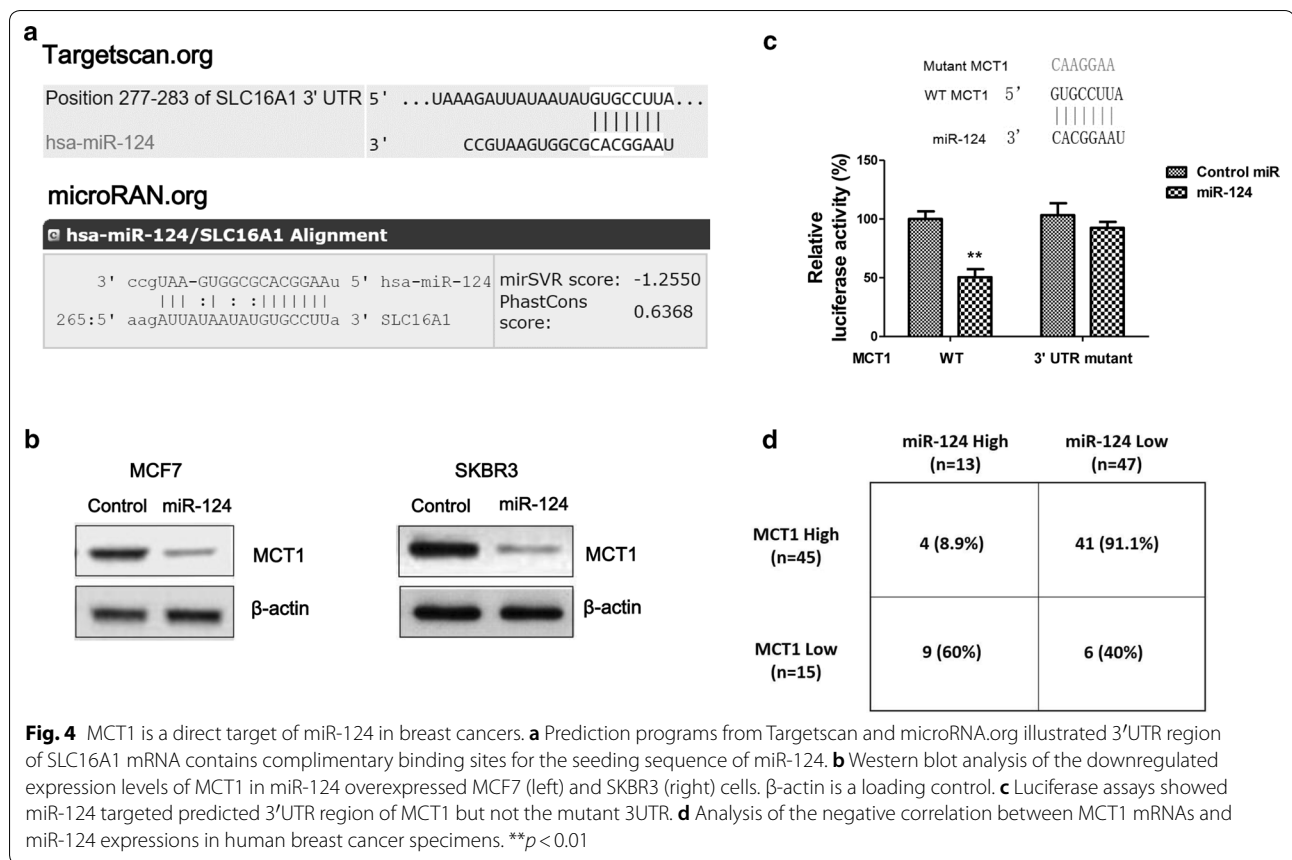 a
Targetscan.org
Position 277-283 of SLC16A1 3' UTR 5' ...UAAAGAUUAUAAUAUGUGCCUUA...
hsa-miR-124 3' CCGUAAGUGGCGCACGGAAU
microRAN.org
hsa-miR-124/SLC16A1 Alignment
3' ccgUAA-GUGGCGCACGGAAu 5' hsa-miR-124
||| :| : :|||||||
265:5' aagAUUAUAAUAUGUGCCUUa 3' SLC16A1
mirSVR score: -1.2550
PhastCons score: 0.6368
c
Mutant MCT1 CAAGGAA
WT MCT1 5' GUGCCUUA
miR-124 3' CACGGAAU
Relative
luciferase activity (%)
150
100
50
0
**
Control miR
miR-124
MCT1 WT 3' UTR mutant
b
MCF7
Control miR-124
MCT1
β-actin
SKBR3
Control miR-124
MCT1
β-actin
d
miR-124 High miR-124 Low
(n=13) (n=47)
MCT1 High
(n=45)
4 (8.9%) 41 (91.1%)
MCT1 Low
(n=15)
9 (60%) 6 (40%)
Fig. 4 MCT1 is a direct target of miR-124 in breast cancers. a Prediction programs from Targetscan and microRNA.org illustrated 3′UTR region
of SLC16A1 mRNA contains complimentary binding sites for the seeding sequence of miR-124. b Western blot analysis of the downregulated
expression levels of MCT1 in miR-124 overexpressed MCF7 (left) and SKBR3 (right) cells. β-actin is a loading control. c Luciferase assays showed
miR-124 targeted predicted 3′UTR region of MCT1 but not the mutant 3UTR. d Analysis of the negative correlation between MCT1 mRNAs and
miR-124 expressions in human breast cancer specimens. **p < 0.01